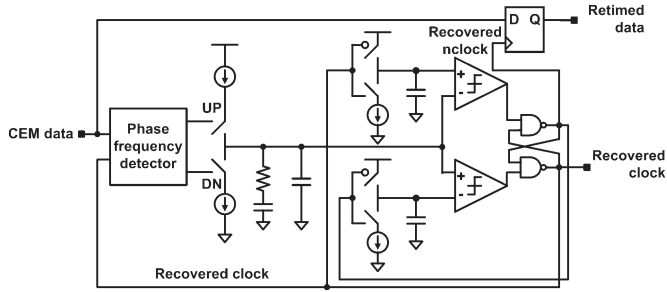 D Q
Retimed
data
Recovered
nclock
+
-
UP
CEM data
Phase
frequency
detector
DN
+
-
Recovered
clock
Recovered clock